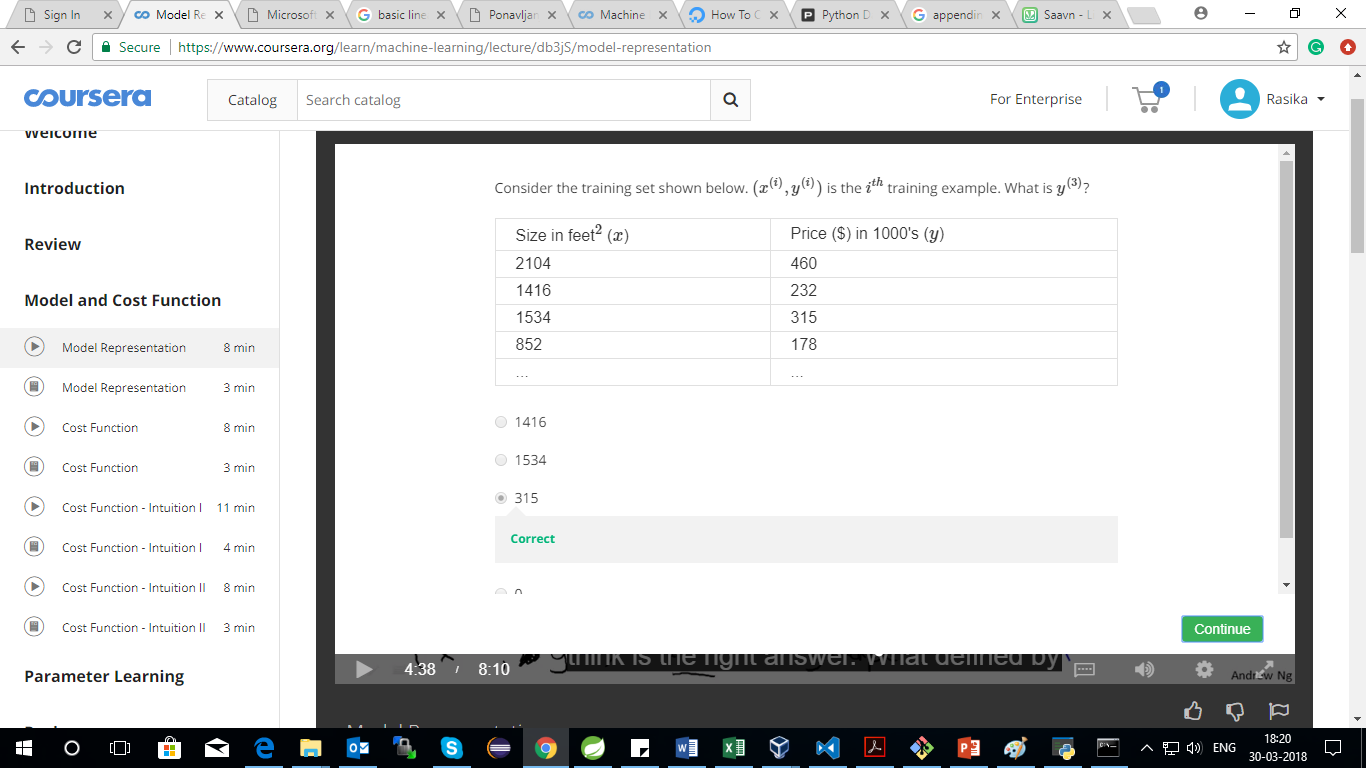 Sign In
Model Re
Microsoft
basic line
Ponavljan
Machine
How To C
Python D
appendin
Saavn - Li
Secure
https://www.coursera.org/learn/machine-learning/lecture/db3jS/model-representation
coursera
Catalog
Search catalog
For Enterprise
1
Rasika
Welcome
Introduction
Review
Model and Cost Function
Model Representation 8 min
Model Representation 3 min
Cost Function 8 min
Cost Function 3 min
Cost Function - Intuition I 11 min
Cost Function - Intuition I 4 min
Cost Function - Intuition II 8 min
Cost Function - Intuition II 3 min
Parameter Learning
Consider the training set shown below. (x^(i), y^(i)) is the i^th training example. What is y^(3)?
Size in feet² (x) Price ($) in 1000's (y)
2104 460
1416 232
1534 315
852 178
... ...
1416
1534
315
Correct
0
Continue
think is the right answer. What defined by
4:38 / 8:10
Andrew Ng
Model Representation
ENG
18:20
30-03-2018